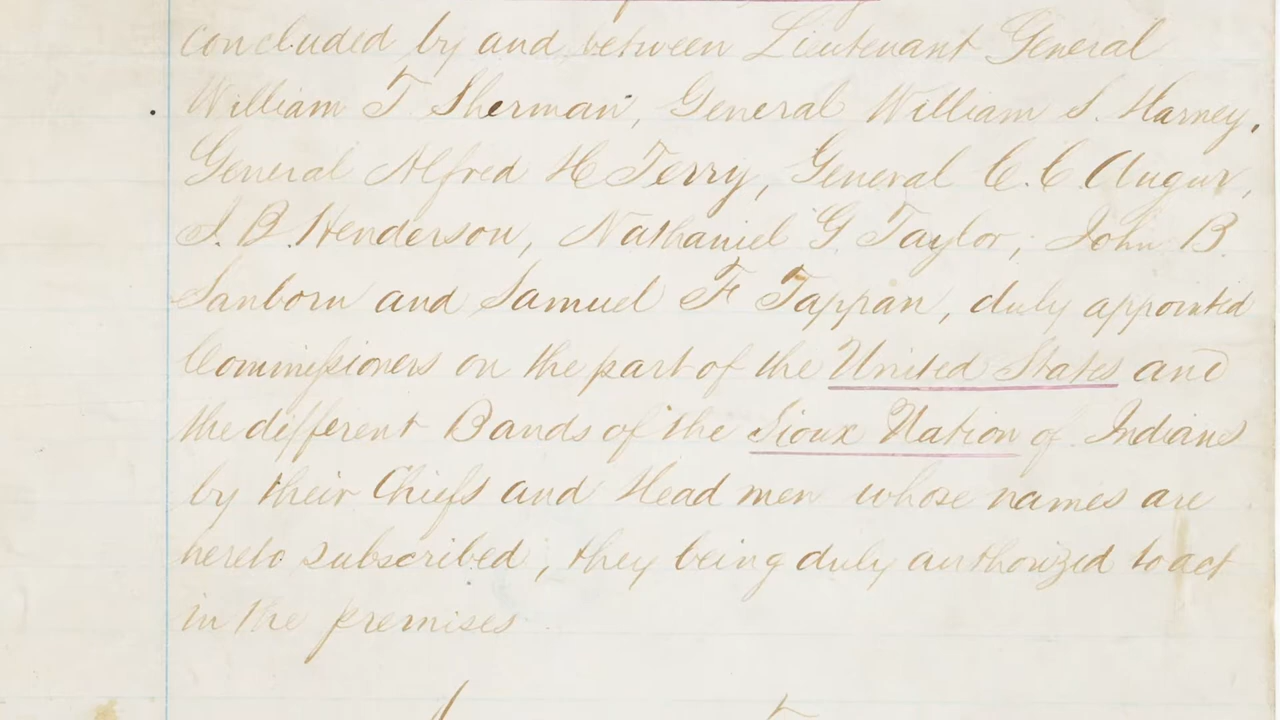 concluded by and between Lieutenant General
William T Sherman, General William S. Harney,
General Alfred H Terry, General C. C. Augur,
J. B. Henderson, Nathaniel G. Taylor, John B.
Sanborn and Samuel F Tappan, duly appointed
Commissioners on the part of the United States and
the different Bands of the Sioux Nation of Indians
by their Chiefs and Head men whose names are
hereto subscribed, they being duly authorized to act
in the premises